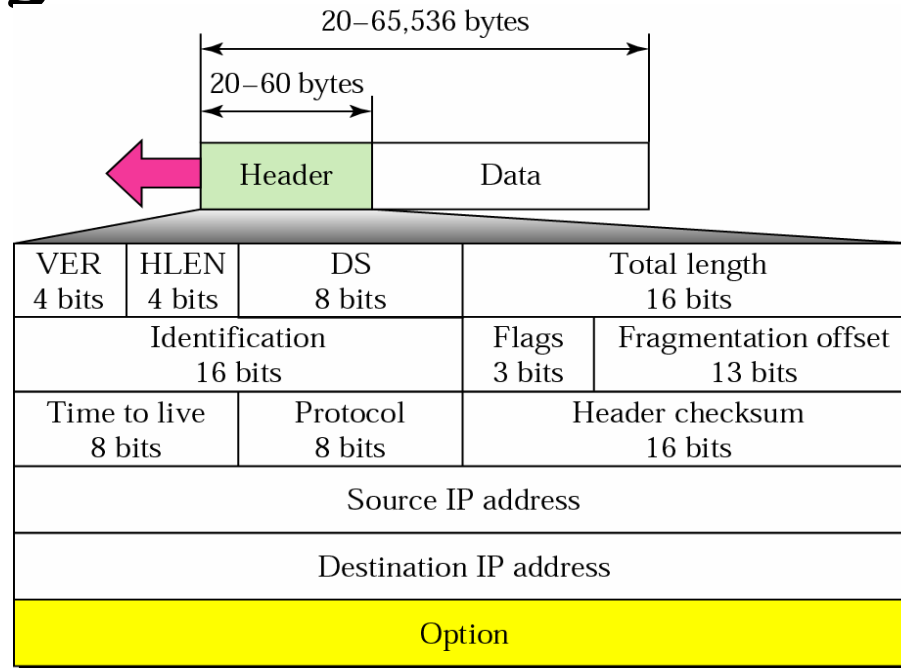 20–65,536 bytes
20–60 bytes
Header Data
VER HLEN DS Total length
4 bits 4 bits 8 bits 16 bits
Identification Flags Fragmentation offset
16 bits 3 bits 13 bits
Time to live Protocol Header checksum
8 bits 8 bits 16 bits
Source IP address
Destination IP address
Option